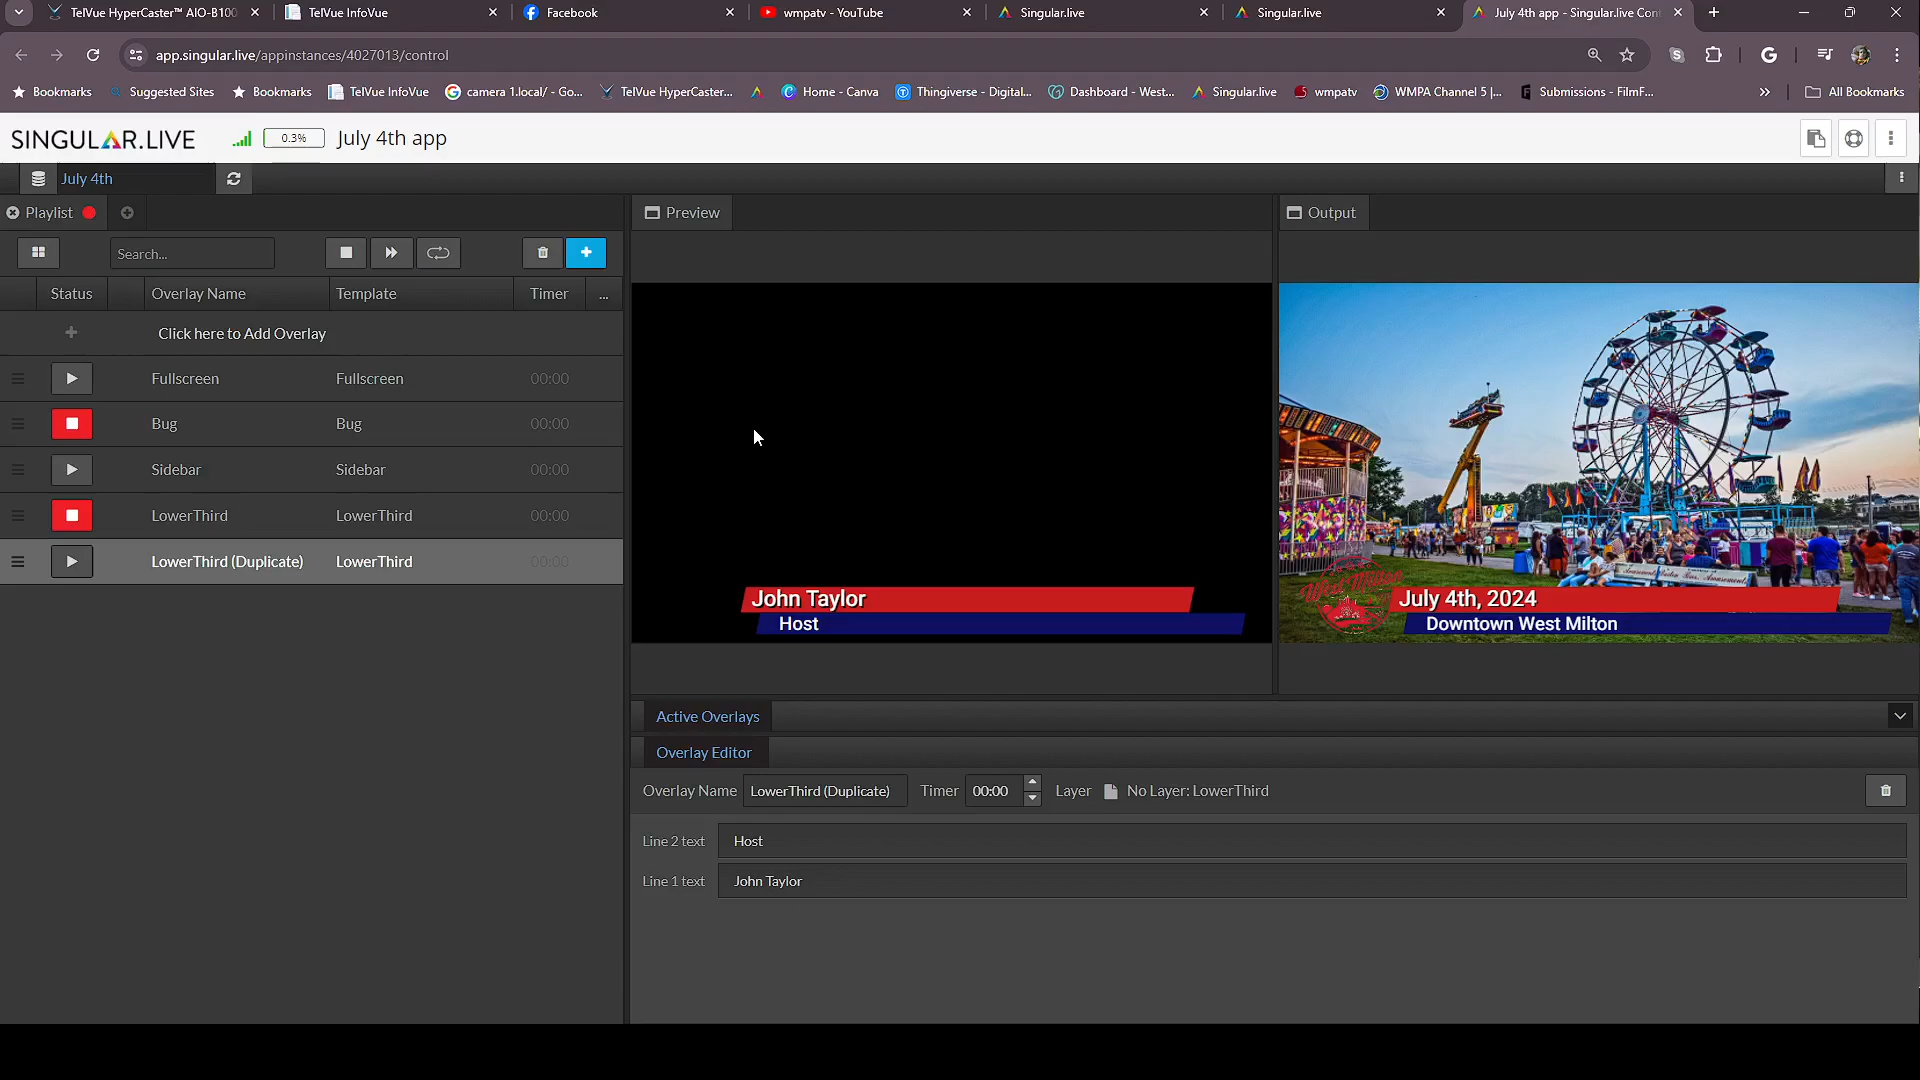 TelVue HyperCaster™ AIO-B100
TelVue InfoVue
Facebook
wmpatv - YouTube
Singular.live
Singular.live
July 4th app - Singular.live Con
app.singular.live/appinstances/4027013/control
Bookmarks
Suggested Sites
Bookmarks
TelVue InfoVue
camera 1.local/ - Go...
TelVue HyperCaster...
Home - Canva
Thingiverse - Digital...
Dashboard - West...
Singular.live
wmpatv
WMPA Channel 5 |...
Submissions - FilmF...
»
All Bookmarks
SINGULAR.LIVE
0.3%
July 4th app
July 4th
Playlist
Preview
Output
Search...
Status
Overlay Name
Template
Timer
...
Click here to Add Overlay
Fullscreen
Fullscreen
00:00
Bug
Bug
00:00
Sidebar
Sidebar
00:00
LowerThird
LowerThird
00:00
LowerThird (Duplicate)
LowerThird
00:00
John Taylor
Host
West Milton
July 4th, 2024
Downtown West Milton
Active Overlays
Overlay Editor
Overlay Name
LowerThird (Duplicate)
Timer
00:00
Layer
No Layer: LowerThird
Line 2 text
Host
Line 1 text
John Taylor